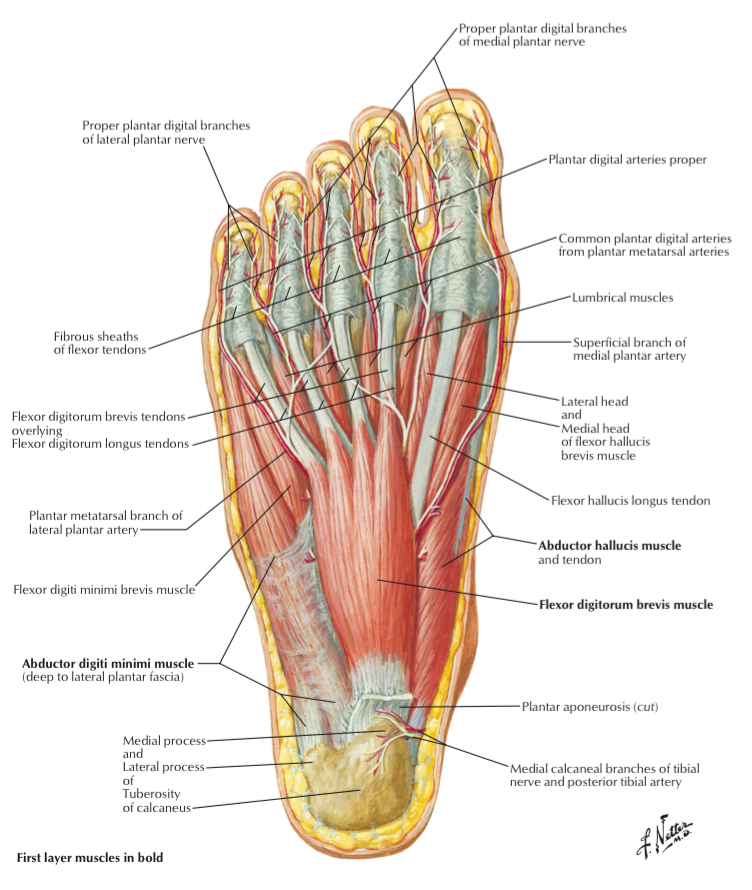 Proper plantar digital branches
of medial plantar nerve
Proper plantar digital branches
of lateral plantar nerve
Plantar digital arteries proper
Common plantar digital arteries
from plantar metatarsal arteries
Lumbrical muscles
Fibrous sheaths
of flexor tendons
Superficial branch of
medial plantar artery
Lateral head
and
Medial head
of flexor hallucis
brevis muscle
Flexor digitorum brevis tendons
overlying
Flexor digitorum longus tendons
Flexor hallucis longus tendon
Plantar metatarsal branch of
lateral plantar artery
Abductor hallucis muscle
and tendon
Flexor digiti minimi brevis muscle
Flexor digitorum brevis muscle
Abductor digiti minimi muscle
(deep to lateral plantar fascia)
Plantar aponeurosis (cut)
Medial process
and
Lateral process
of
Tuberosity
of calcaneus
Medial calcaneal branches of tibial
nerve and posterior tibial artery
F. Netter
M.D.
First layer muscles in bold